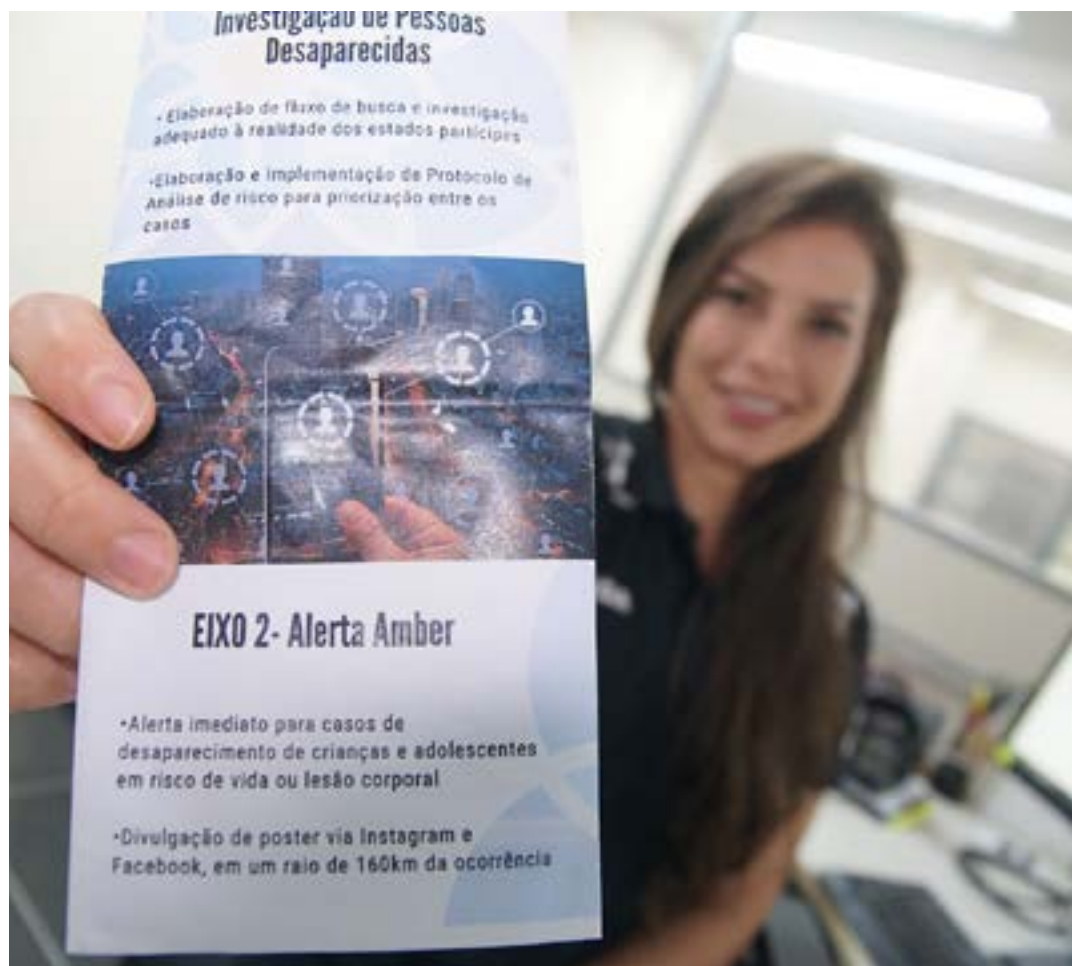 Investigação de Pessoas
Desaparecidas
• Elaboração de fluxo de busca e investigação
adequado à realidade dos estados partícipes
•Elaboração e implementação de Protocolo de
Análise de risco para priorização entre os
casos
EIXO 2- Alerta Amber
•Alerta imediato para casos de
desaparecimento de crianças e adolescentes
em risco de vida ou lesão corporal
•Divulgação de poster via Instagram e
Facebook, em um raio de 160km da ocorrência